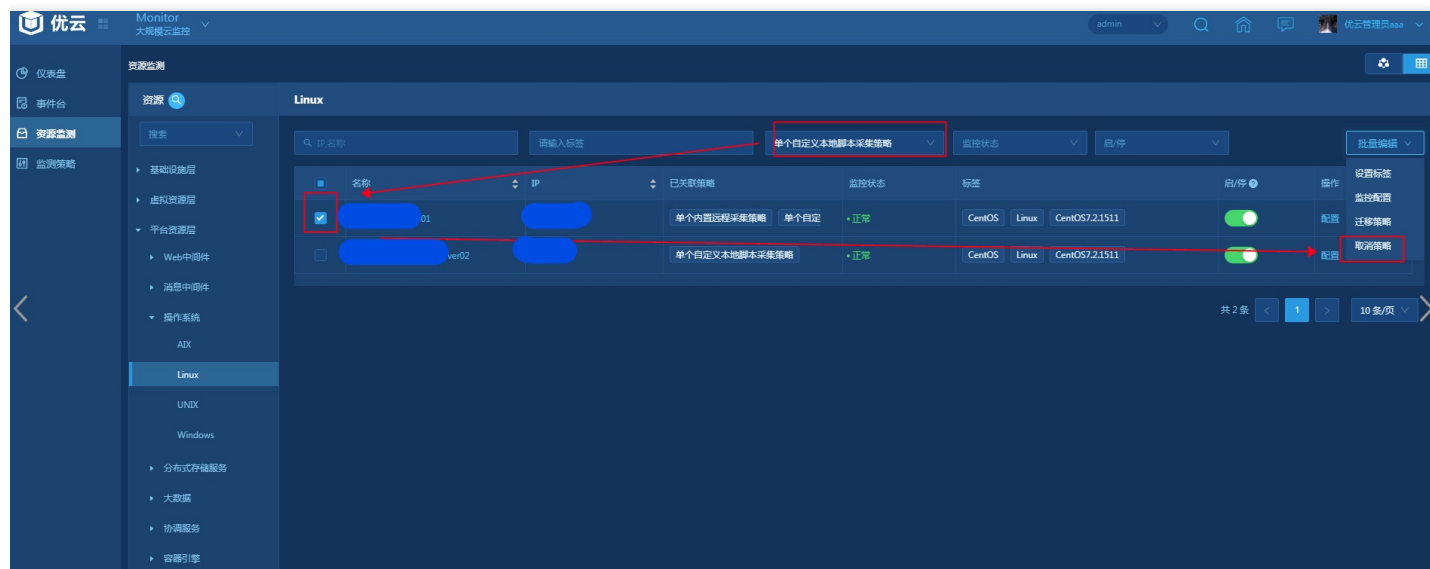 优云
Monitor
大规模云监控
admin
优云管理员aaa
仪表盘
事件台
资源监测
监测策略
资源监测
资源
搜索
基础设施层
虚拟资源层
平台资源层
Web中间件
消息中间件
操作系统
AIX
Linux
UNIX
Windows
分布式存储服务
大数据
协调服务
容器引擎
Linux
IP,名称
请输入标签
单个自定义本地脚本采集策略
监控状态
启/停
批量编辑
设置标签
监控配置
迁移策略
取消策略
名称 IP 已关联策略 监控状态 标签 启/停 操作
01 单个内置远程采集策略 单个自定 正常 CentOS Linux CentOS7.2.1511 配置
ver02 单个自定义本地脚本采集策略 正常 CentOS Linux CentOS7.2.1511 配置
共2条 < 1 > 10 条/页